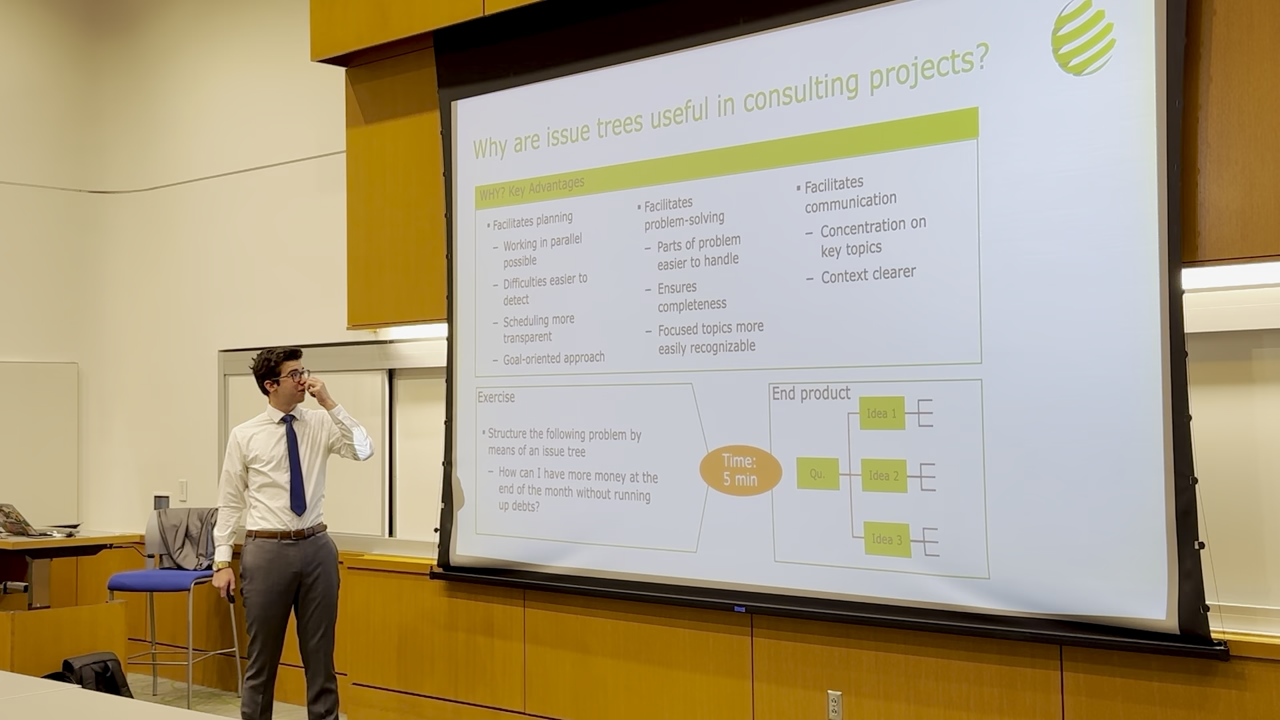 Why are issue trees useful in consulting projects?
WHY? Key Advantages
▪ Facilitates planning
– Working in parallel
possible
– Difficulties easier to
detect
– Scheduling more
transparent
– Goal-oriented approach
▪ Facilitates
problem-solving
– Parts of problem
easier to handle
– Ensures
completeness
– Focused topics more
easily recognizable
▪ Facilitates
communication
– Concentration on
key topics
– Context clearer
Exercise
▪ Structure the following problem by
means of an issue tree
– How can I have more money at the
end of the month without running
up debts?
Time:
5 min
End product
Qu.
Idea 1
Idea 2
Idea 3